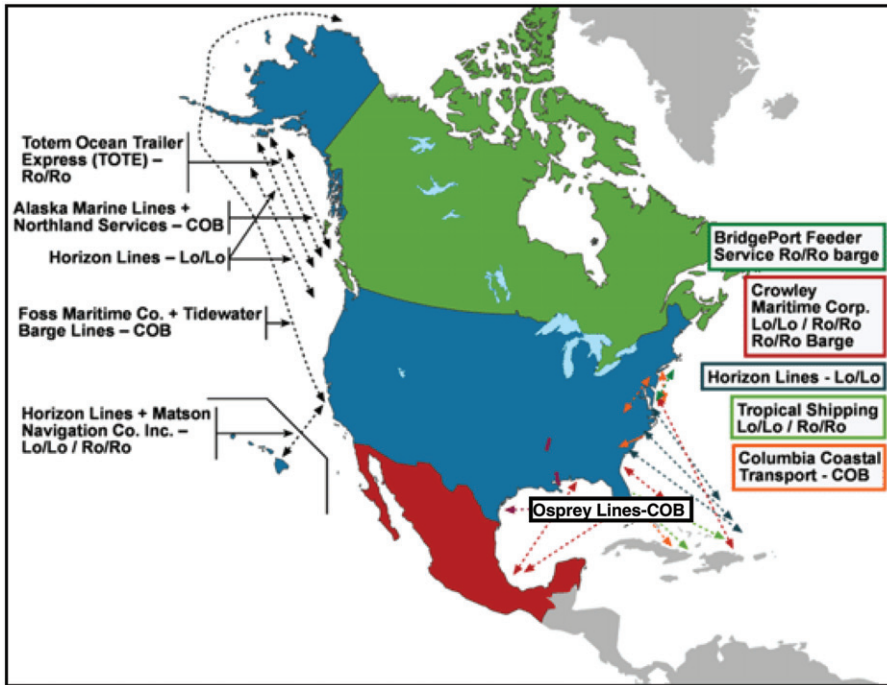 Totem Ocean Trailer
Express (TOTE) –
Ro/Ro
Alaska Marine Lines +
Northland Services – COB
Horizon Lines – Lo/Lo
Foss Maritime Co. + Tidewater
Barge Lines – COB
Horizon Lines + Matson
Navigation Co. Inc. –
Lo/Lo / Ro/Ro
BridgePort Feeder
Service Ro/Ro barge
Crowley
Maritime Corp.
Lo/Lo / Ro/Ro
Ro/Ro Barge
Horizon Lines - Lo/Lo
Tropical Shipping
Lo/Lo / Ro/Ro
Columbia Coastal
Transport - COB
Osprey Lines-COB